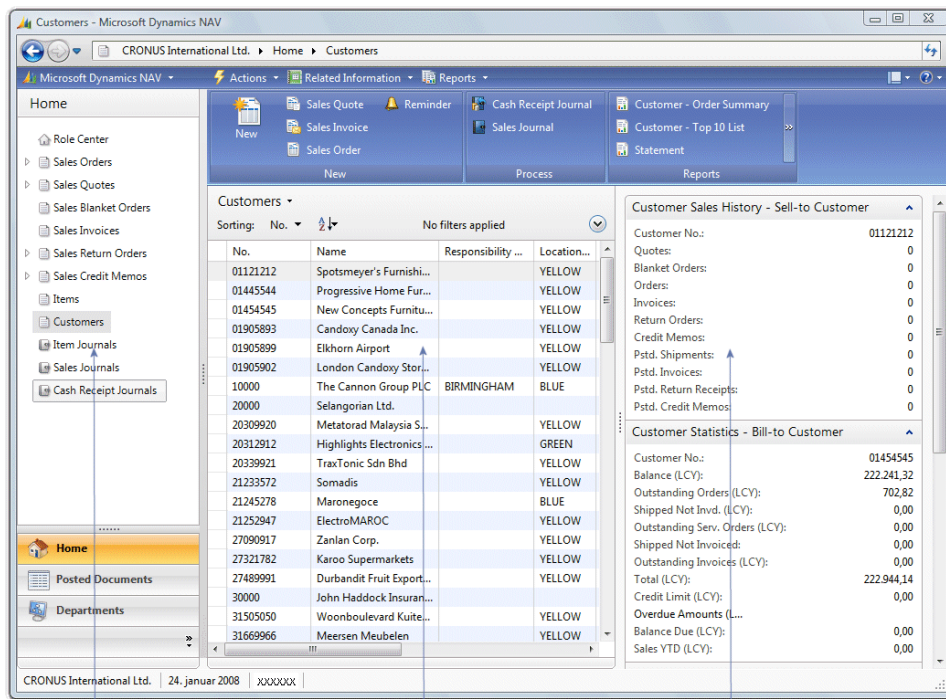 Customers - Microsoft Dynamics NAV
CRONUS International Ltd. Home Customers
Microsoft Dynamics NAV
Actions Related Information Reports
Home
Role Center
Sales Orders
Sales Quotes
Sales Blanket Orders
Sales Invoices
Sales Return Orders
Sales Credit Memos
Items
Customers
Item Journals
Sales Journals
Cash Receipt Journals
Home
Posted Documents
Departments
New
Sales Quote
Sales Invoice
Sales Order
Reminder
New
Cash Receipt Journal
Sales Journal
Process
Customer - Order Summary
Customer - Top 10 List
Statement
Reports
Customers
Sorting: No. No filters applied
No. Name Responsibility ... Location...
01121212 Spotsmeyer's Furnishi... YELLOW
01445544 Progressive Home Fur... YELLOW
01454545 New Concepts Furnitu... YELLOW
01905893 Candoxy Canada Inc. YELLOW
01905899 Elkhorn Airport YELLOW
01905902 London Candoxy Stor... YELLOW
10000 The Cannon Group PLC BIRMINGHAM BLUE
20000 Selangorian Ltd.
20309920 Metatorad Malaysia S... YELLOW
20312912 Highlights Electronics ... GREEN
20339921 TraxTonic Sdn Bhd YELLOW
21233572 Somadis YELLOW
21245278 Maronegoce BLUE
21252947 ElectroMAROC YELLOW
27090917 Zanlan Corp. YELLOW
27321782 Karoo Supermarkets YELLOW
27489991 Durbandit Fruit Export... YELLOW
30000 John Haddock Insuran...
31505050 Woonboulevard Kuite... YELLOW
31669966 Meersen Meubelen YELLOW
Customer Sales History - Sell-to Customer
Customer No.: 01121212
Quotes: 0
Blanket Orders: 0
Orders: 0
Invoices: 0
Return Orders: 0
Credit Memos: 0
Pstd. Shipments: 0
Pstd. Invoices: 0
Pstd. Return Receipts: 0
Pstd. Credit Memos: 0
Customer Statistics - Bill-to Customer
Customer No.: 01454545
Balance (LCY): 222.241,32
Outstanding Orders (LCY): 702,82
Shipped Not Invd. (LCY): 0,00
Outstanding Serv. Orders (LCY): 0,00
Shipped Not Invoiced: 0,00
Outstanding Invoices (LCY): 0,00
Total (LCY): 222.944,14
Credit Limit (LCY): 0,00
Overdue Amounts (L...
Balance Due (LCY): 0,00
Sales YTD (LCY): 0,00
CRONUS International Ltd. 24. januar 2008 XXXXXX